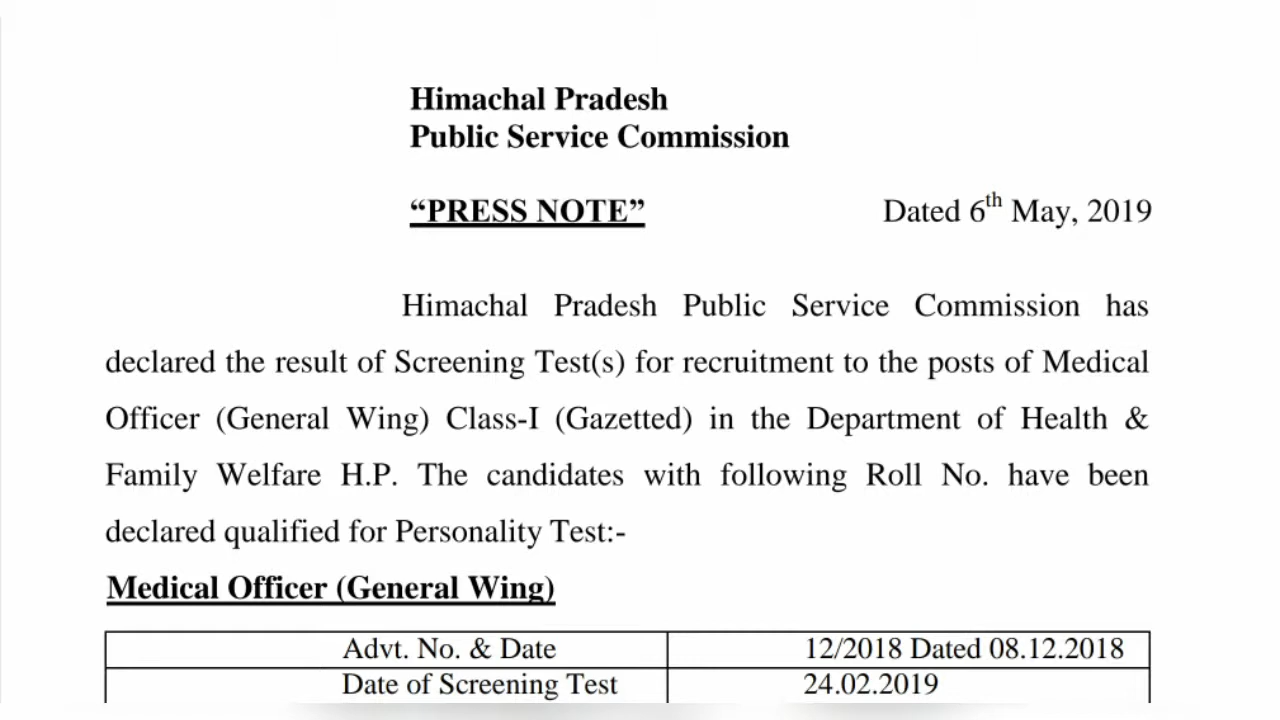 Himachal Pradesh
Public Service Commission
“PRESS NOTE” Dated 6th May, 2019
Himachal Pradesh Public Service Commission has
declared the result of Screening Test(s) for recruitment to the posts of Medical
Officer (General Wing) Class-I (Gazetted) in the Department of Health &
Family Welfare H.P. The candidates with following Roll No. have been
declared qualified for Personality Test:-
Medical Officer (General Wing)
Advt. No. & Date 12/2018 Dated 08.12.2018
Date of Screening Test 24.02.2019